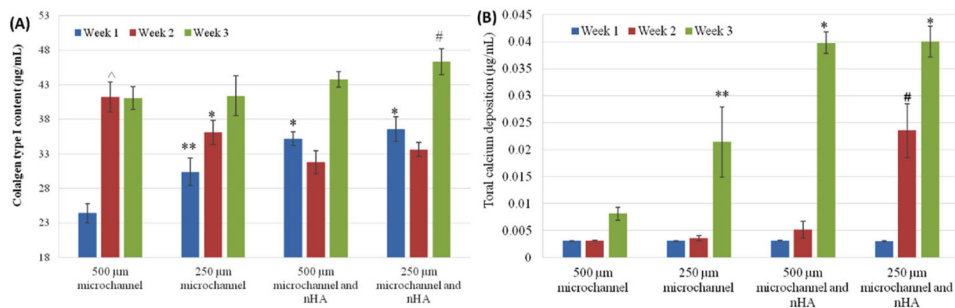 (A)
Colalgen type I content (µg/mL)
53
48
43
38
33
28
23
18
Week 1 Week 2 Week 3
^
**
*
*
*
#
500 µm
microchannel
250 µm
microchannel
500 µm
microchannel and
nHA
250 µm
microchannel and
nHA
(B)
Toral calcium deposition (µg/mL)
0.045
0.04
0.035
0.03
0.025
0.02
0.015
0.01
0.005
0
Week 1 Week 2 Week 3
**
*
#
*
500 µm
microchannel
250 µm
microchannel
500 µm
microchannel and
nHA
250 µm
microchannel and
nHA